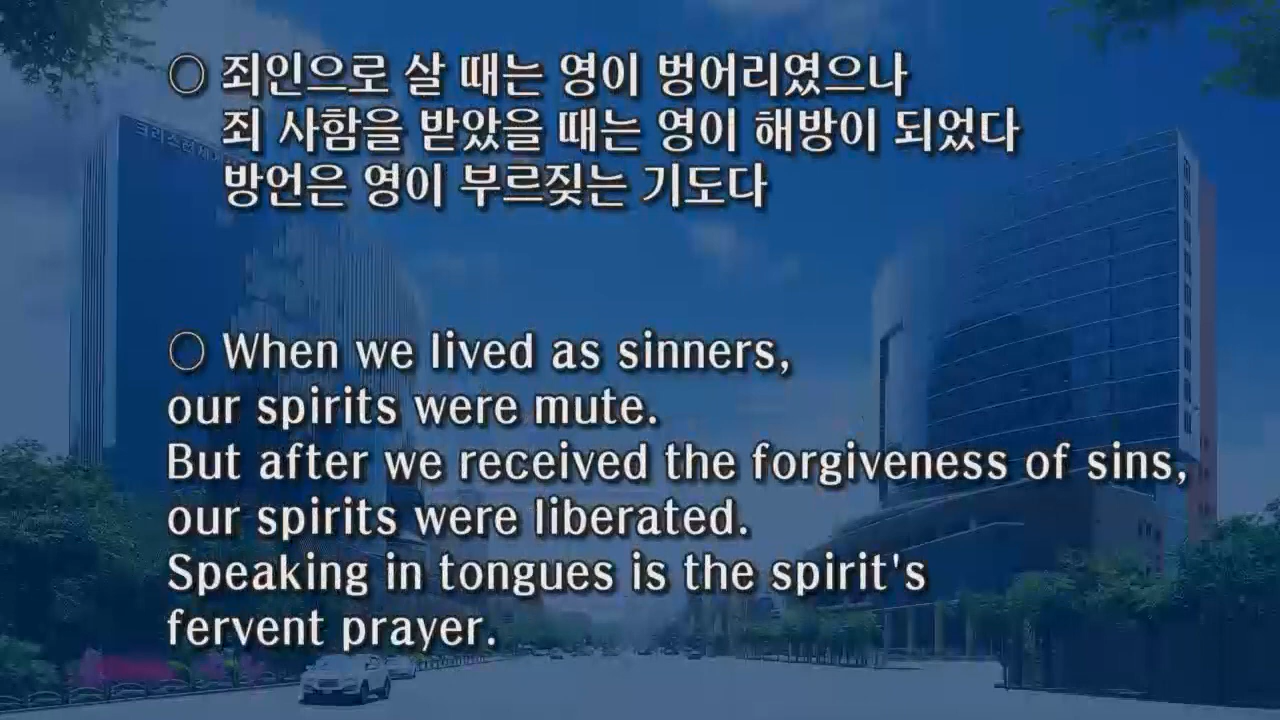 ○ 죄인으로 살 때는 영이 벙어리였으나
죄 사함을 받았을 때는 영이 해방이 되었다
방언은 영이 부르짖는 기도다
○ When we lived as sinners,
our spirits were mute.
But after we received the forgiveness of sins,
our spirits were liberated.
Speaking in tongues is the spirit's
fervent prayer.